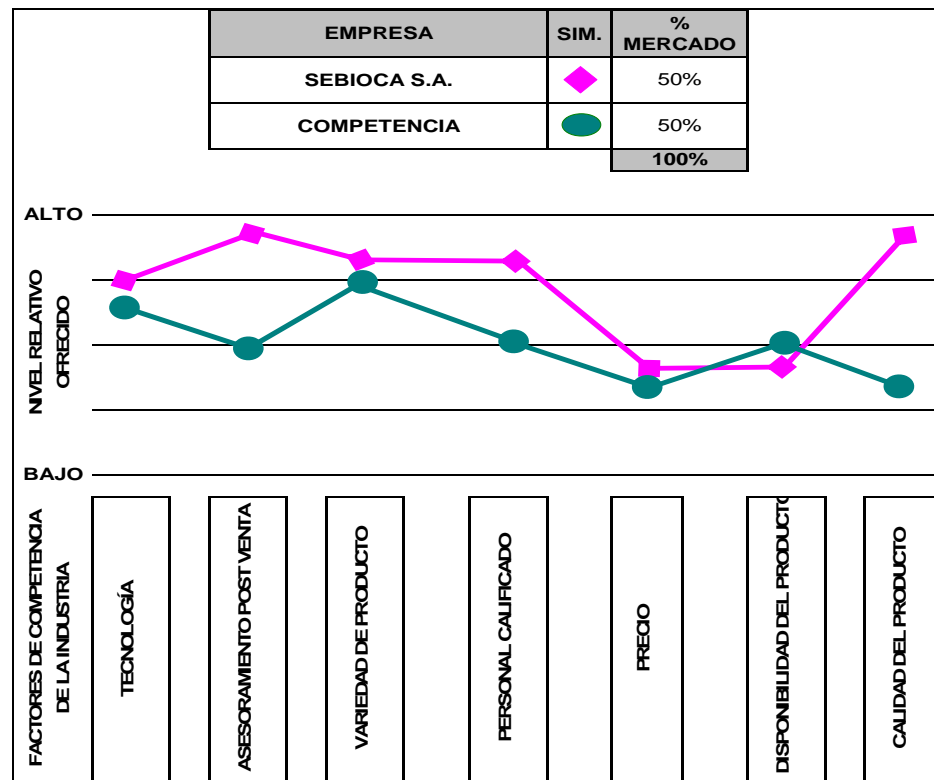 EMPRESA SIM. % MERCADO
SEBIOCA S.A. 50%
COMPETENCIA 50%
100%
ALTO
NIVEL RELATIVO
OFRECIDO
BAJO
FACTORES DE COMPETENCIA
DE LA INDUSTRIA
TECNOLOGÍA
ASESORAMIENTO POST VENTA
VARIEDAD DE PRODUCTO
PERSONAL CALIFICADO
PRECIO
DISPONIBILIDAD DEL PRODUCTO
CALIDAD DEL PRODUCTO